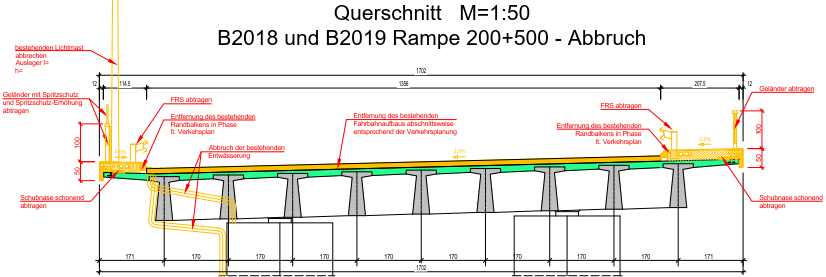 Querschnitt M=1:50
B2018 und B2019 Rampe 200+500 - Abbruch
bestehenden Lichtmast
abbrechen
Ausleger l=
h=
1702
12
114.5
1356
207.5
12
Geländer mit Spritzschutz
und Spritzschutz-Erhöhung
abtragen
FRS abtragen
Entfernung des bestehenden
Randbalkens in Phase
lt. Verkehrsplan
Abbruch der bestehenden
Entwässerung
Entfernung des bestehenden
Fahrbahnaufbaus abschnittsweise
entsprechend der Verkehrsplanung
FRS abtragen
Entfernung des bestehenden
Randbalkens in Phase
lt. Verkehrsplan
Geländer abtragen
100
50
2.0%
2.5%
2.0%
100
50
Schubnase schonend
abtragen
Schubnase schonend
abtragen
171
170
170
170
170
170
170
170
170
171
1702